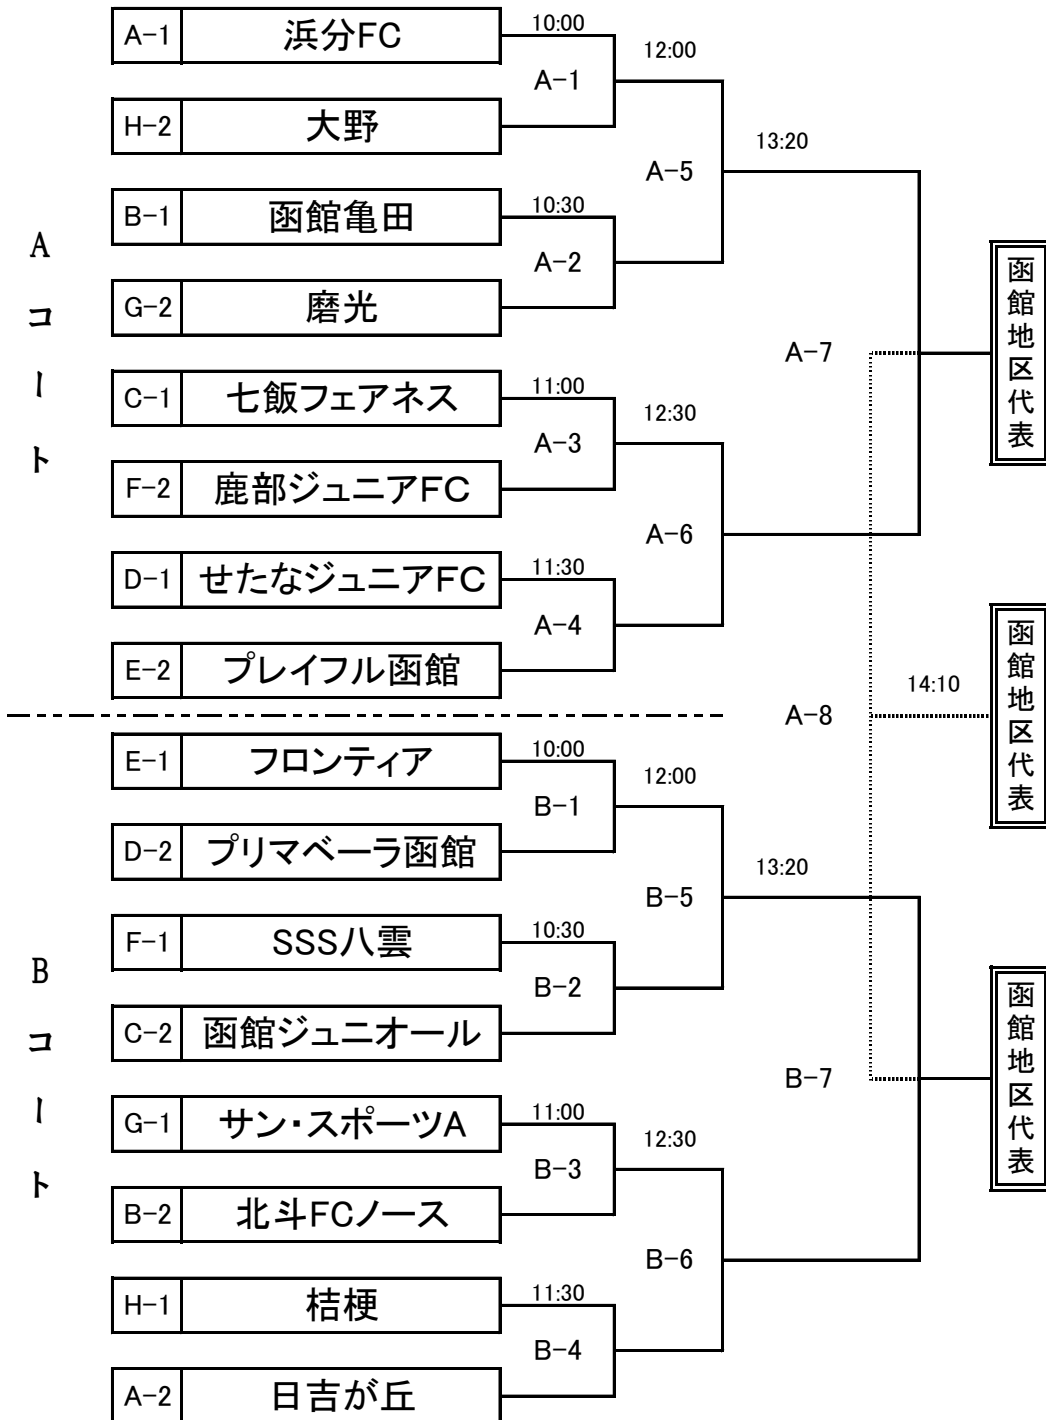 Aコート
A-1 浜分FC
10:00
A-1
H-2 大野
12:00
A-5
B-1 函館亀田
10:30
A-2
G-2 磨光
13:20
A-7
函館地区代表
C-1 七飯フェアネス
11:00
A-3
F-2 鹿部ジュニアFC
12:30
A-6
D-1 せたなジュニアFC
11:30
A-4
E-2 プレイフル函館
A-8
14:10
函館地区代表
Bコート
E-1 フロンティア
10:00
B-1
D-2 プリマベーラ函館
12:00
B-5
F-1 SSS八雲
10:30
B-2
C-2 函館ジュニオール
13:20
B-7
函館地区代表
G-1 サン・スポーツA
11:00
B-3
B-2 北斗FCノース
12:30
B-6
H-1 桔梗
11:30
B-4
A-2 日吉が丘